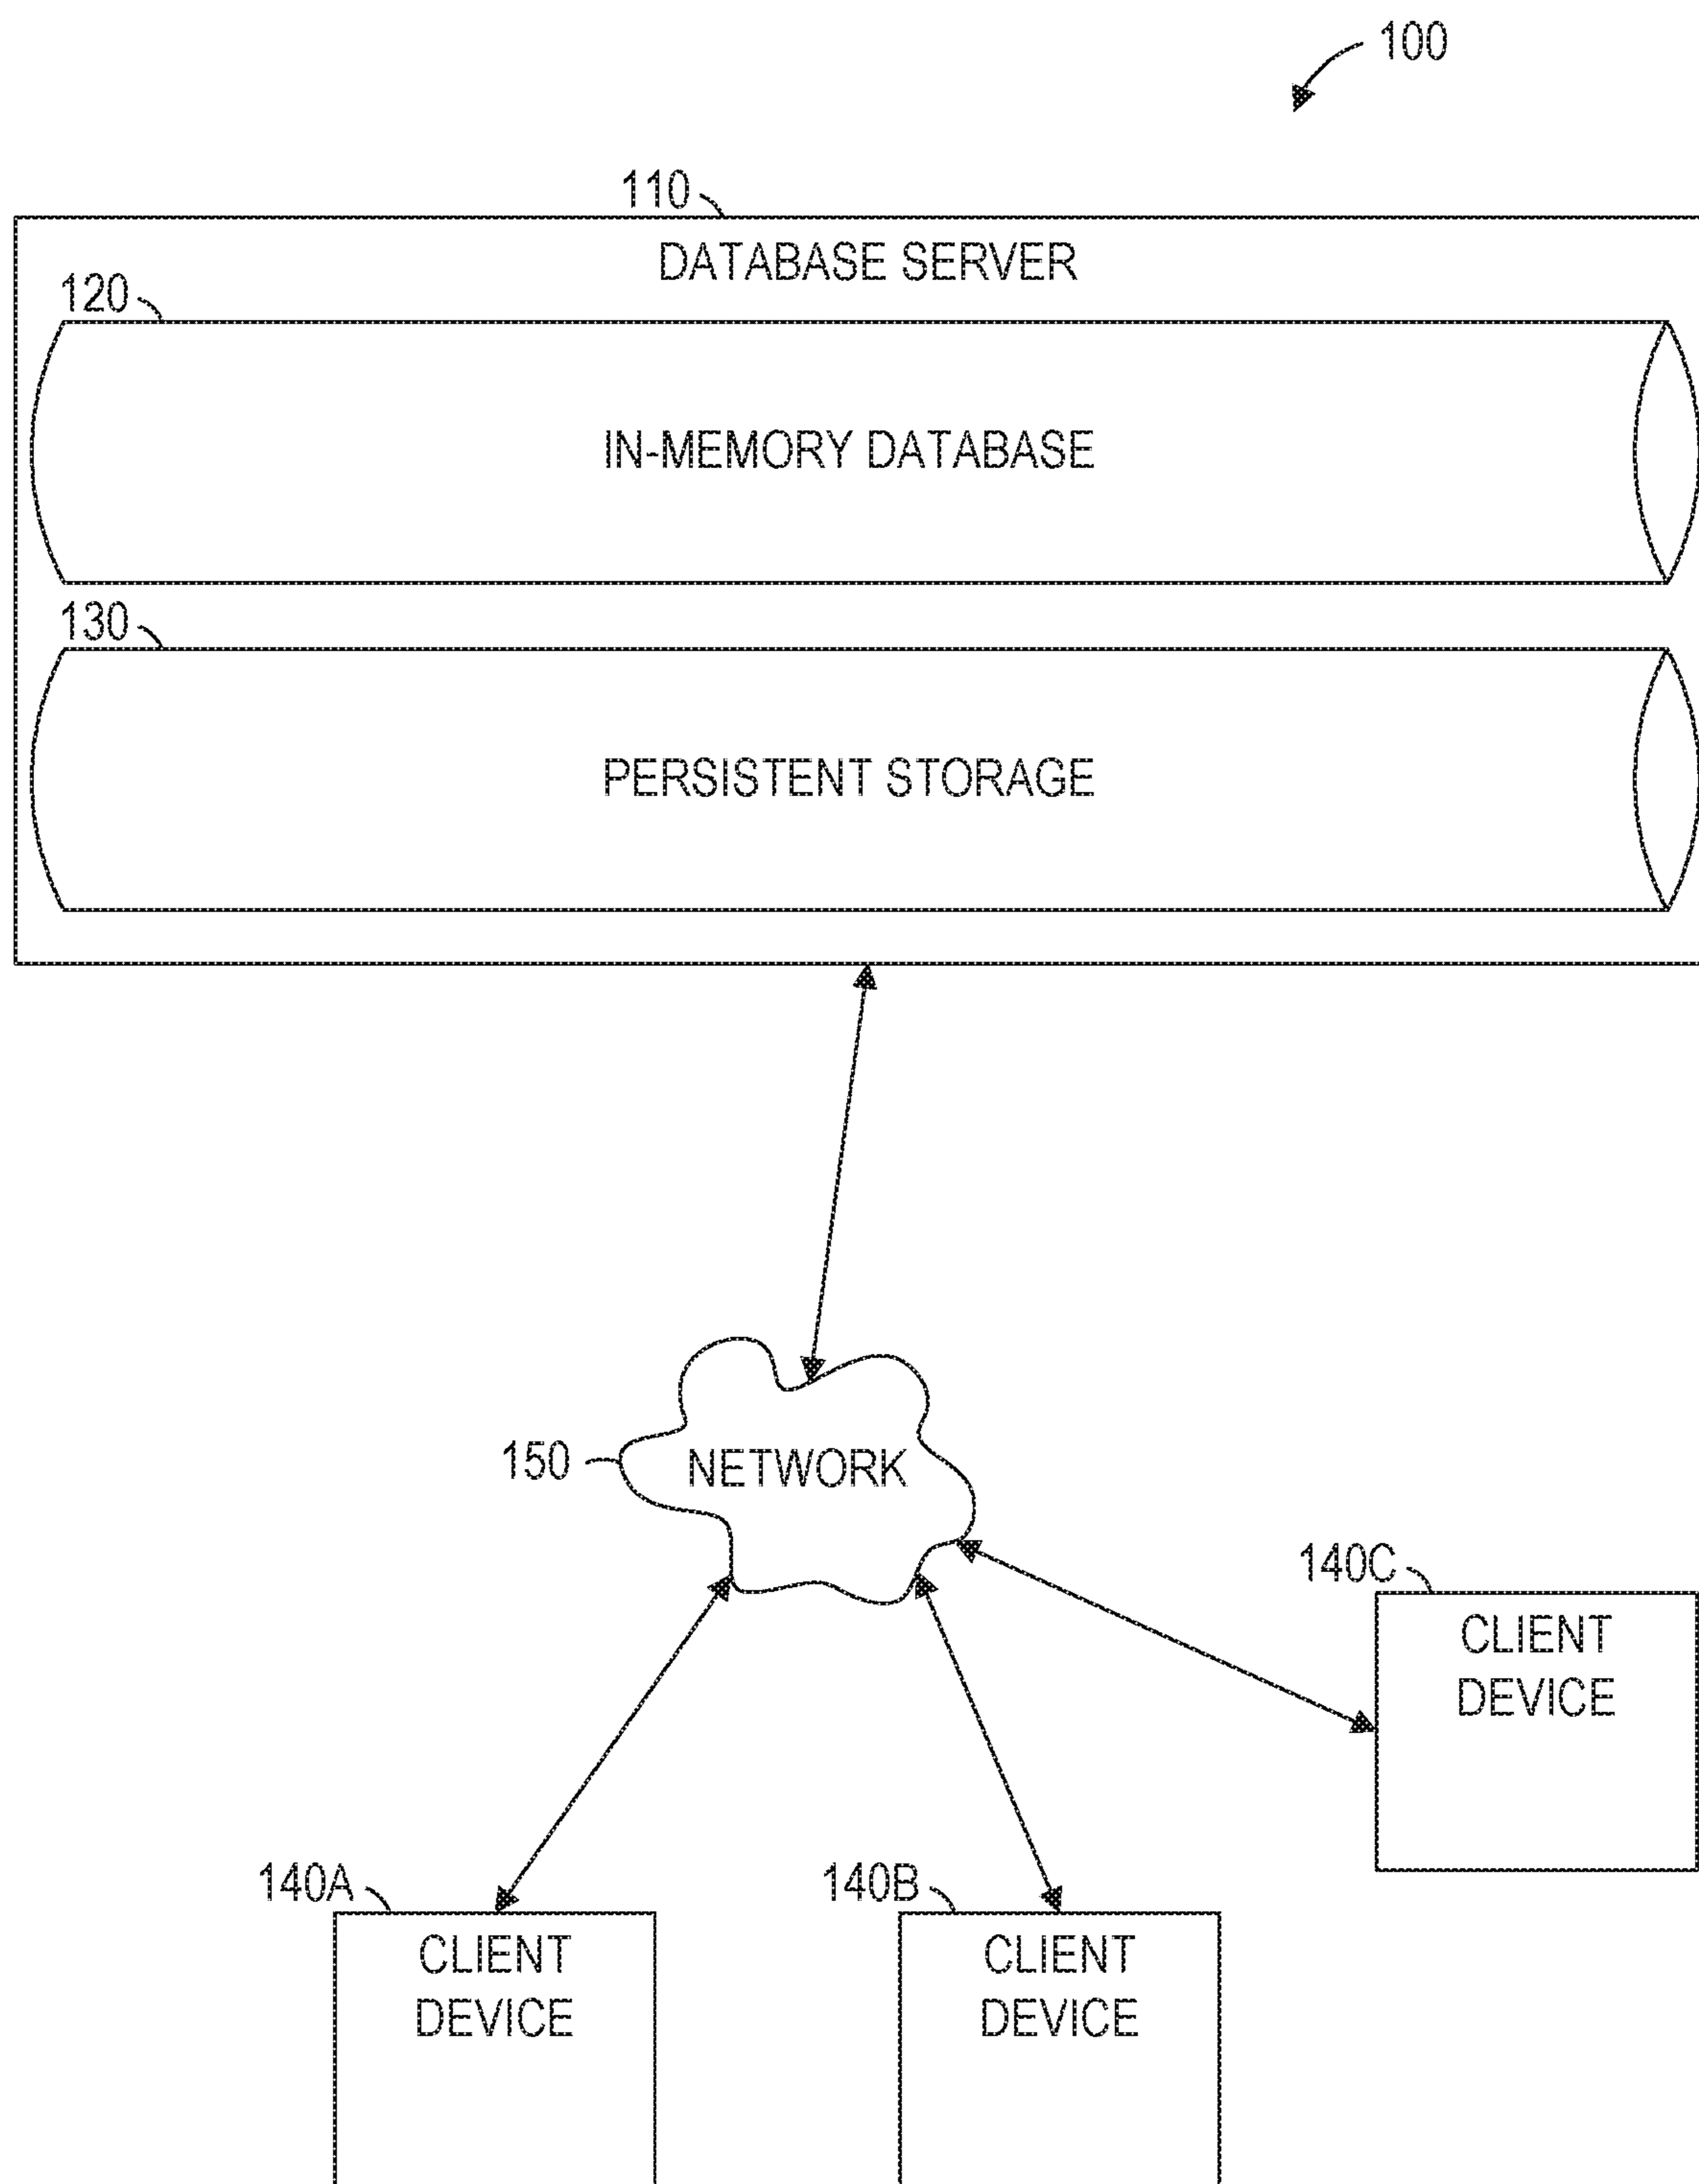 100
110
DATABASE SERVER
120
IN-MEMORY DATABASE
130
PERSISTENT STORAGE
150
NETWORK
140C
CLIENT
DEVICE
140A
CLIENT
DEVICE
140B
CLIENT
DEVICE